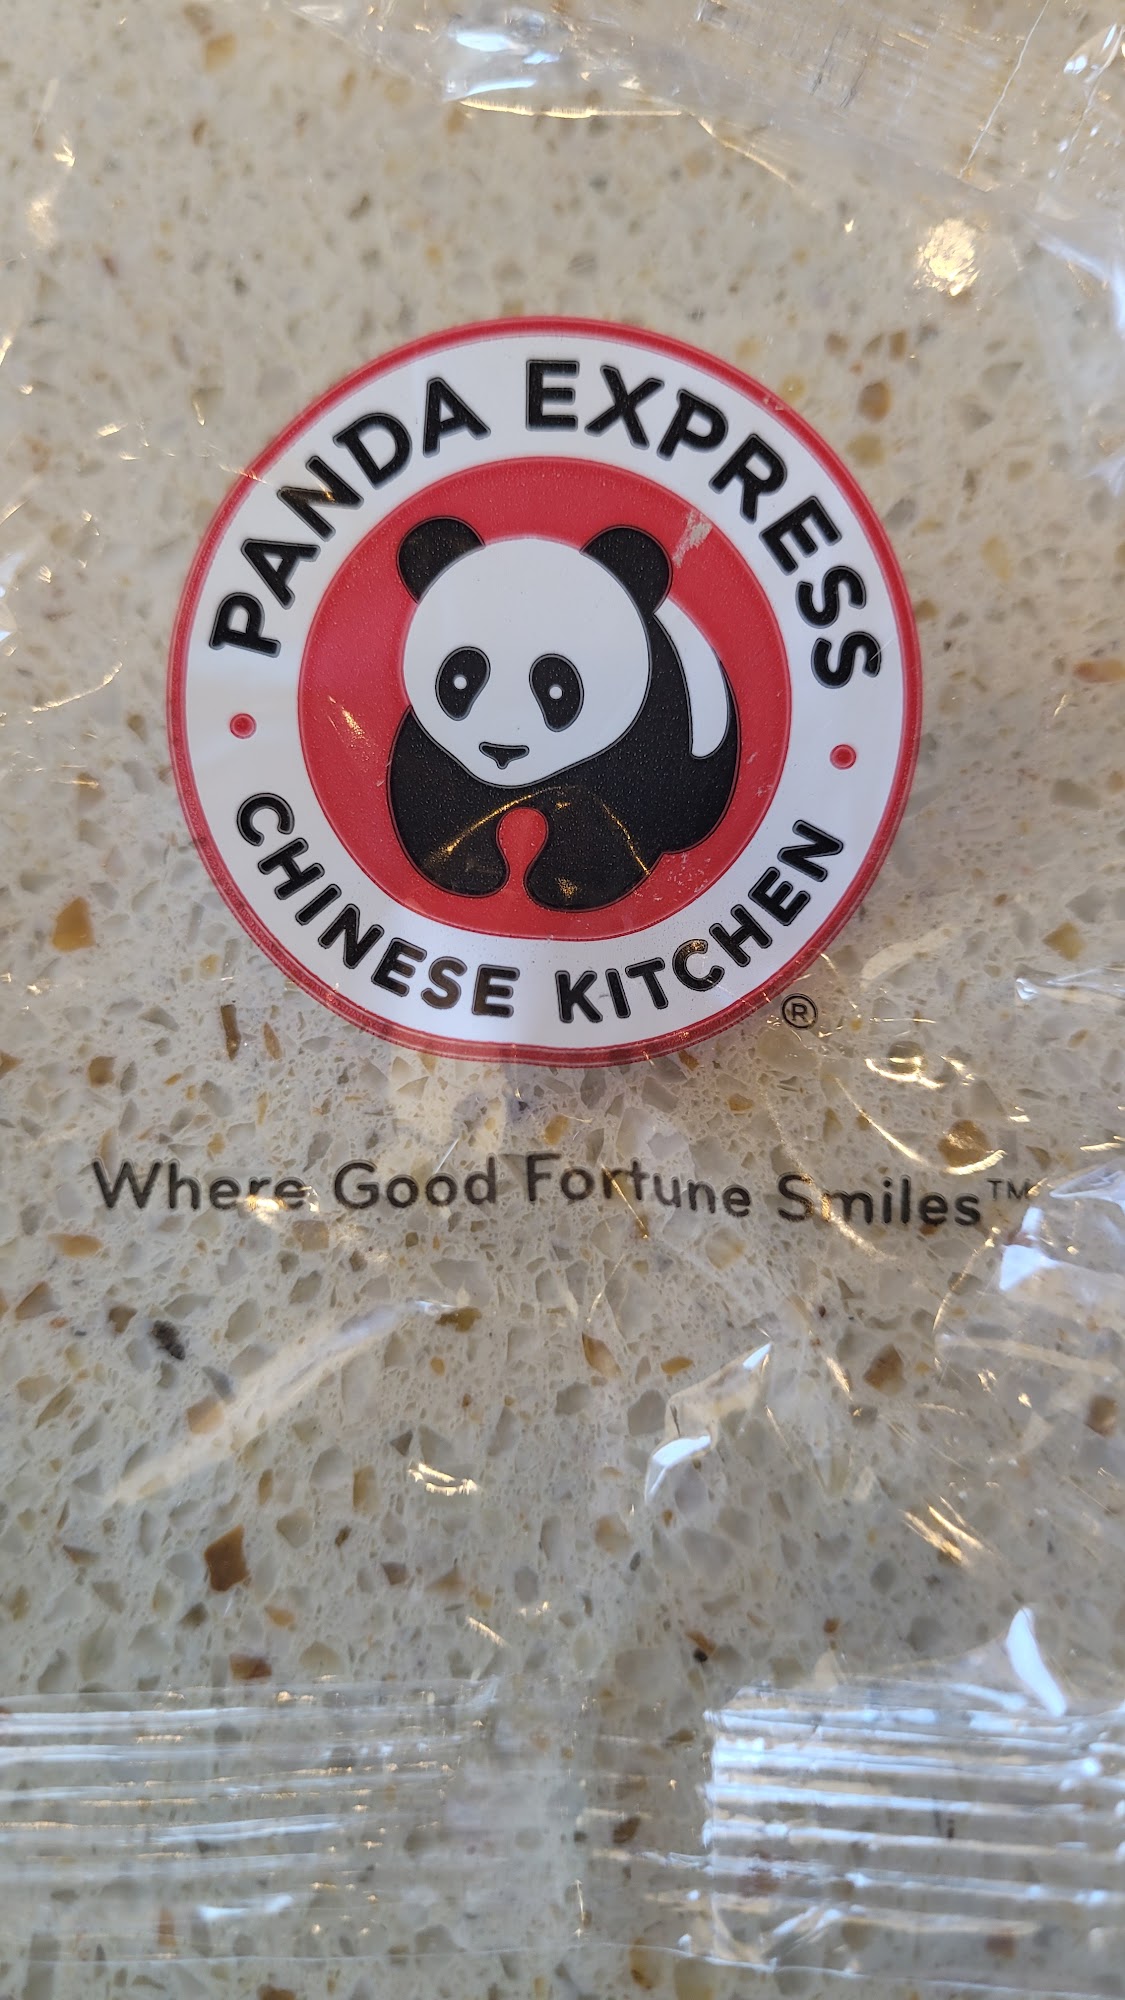 PANDA EXPRESS
CHINESE KITCHEN
®
Where Good Fortune Smiles™